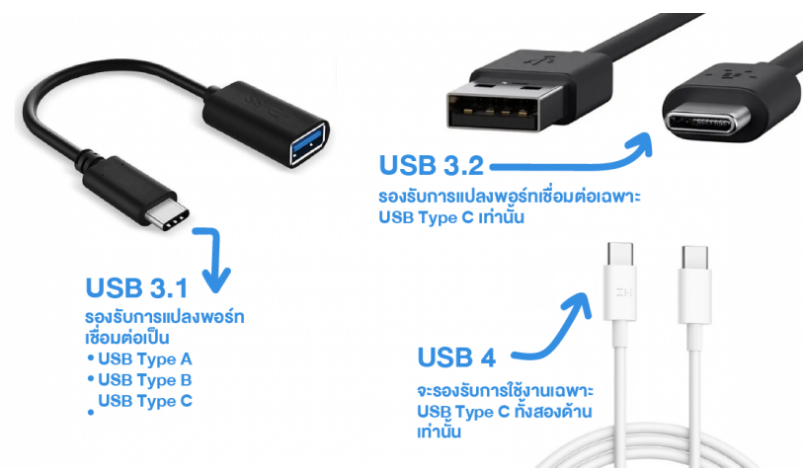 USB 3.2
รองรับการแปลงพอร์ทเชื่อมต่อเฉพาะ
USB Type C เท่านั้น
USB 3.1
รองรับการแปลงพอร์ท
เชื่อมต่อเป็น
• USB Type A
• USB Type B
• USB Type C
USB 4
จะรองรับการใช้งานเฉพาะ
USB Type C ทั้งสองด้าน
เท่านั้น